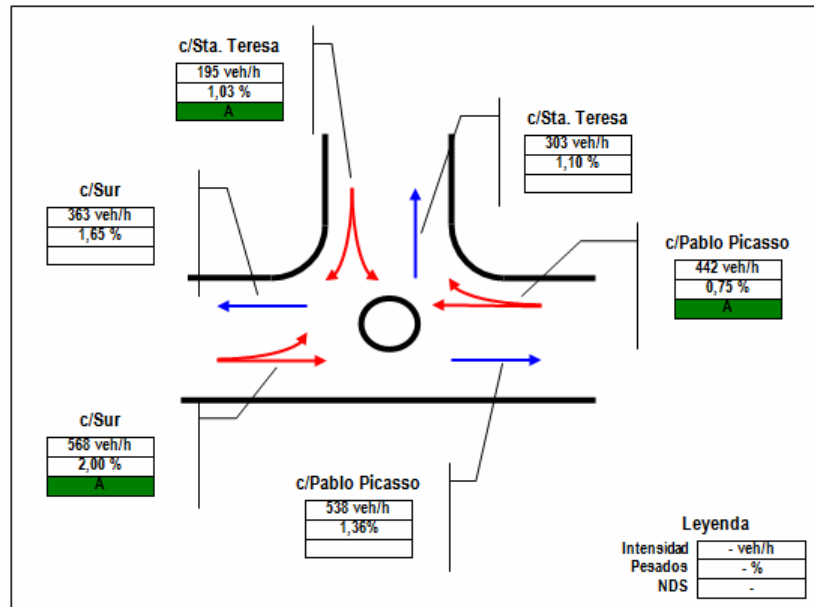 c/Sta. Teresa
195 veh/h
1,03 %
A
c/Sta. Teresa
303 veh/h
1,10 %
c/Sur
363 veh/h
1,65 %
c/Pablo Picasso
442 veh/h
0,75 %
A
c/Sur
568 veh/h
2,00 %
A
c/Pablo Picasso
538 veh/h
1,36%
Leyenda
Intensidad - veh/h
Pesados - %
NDS -